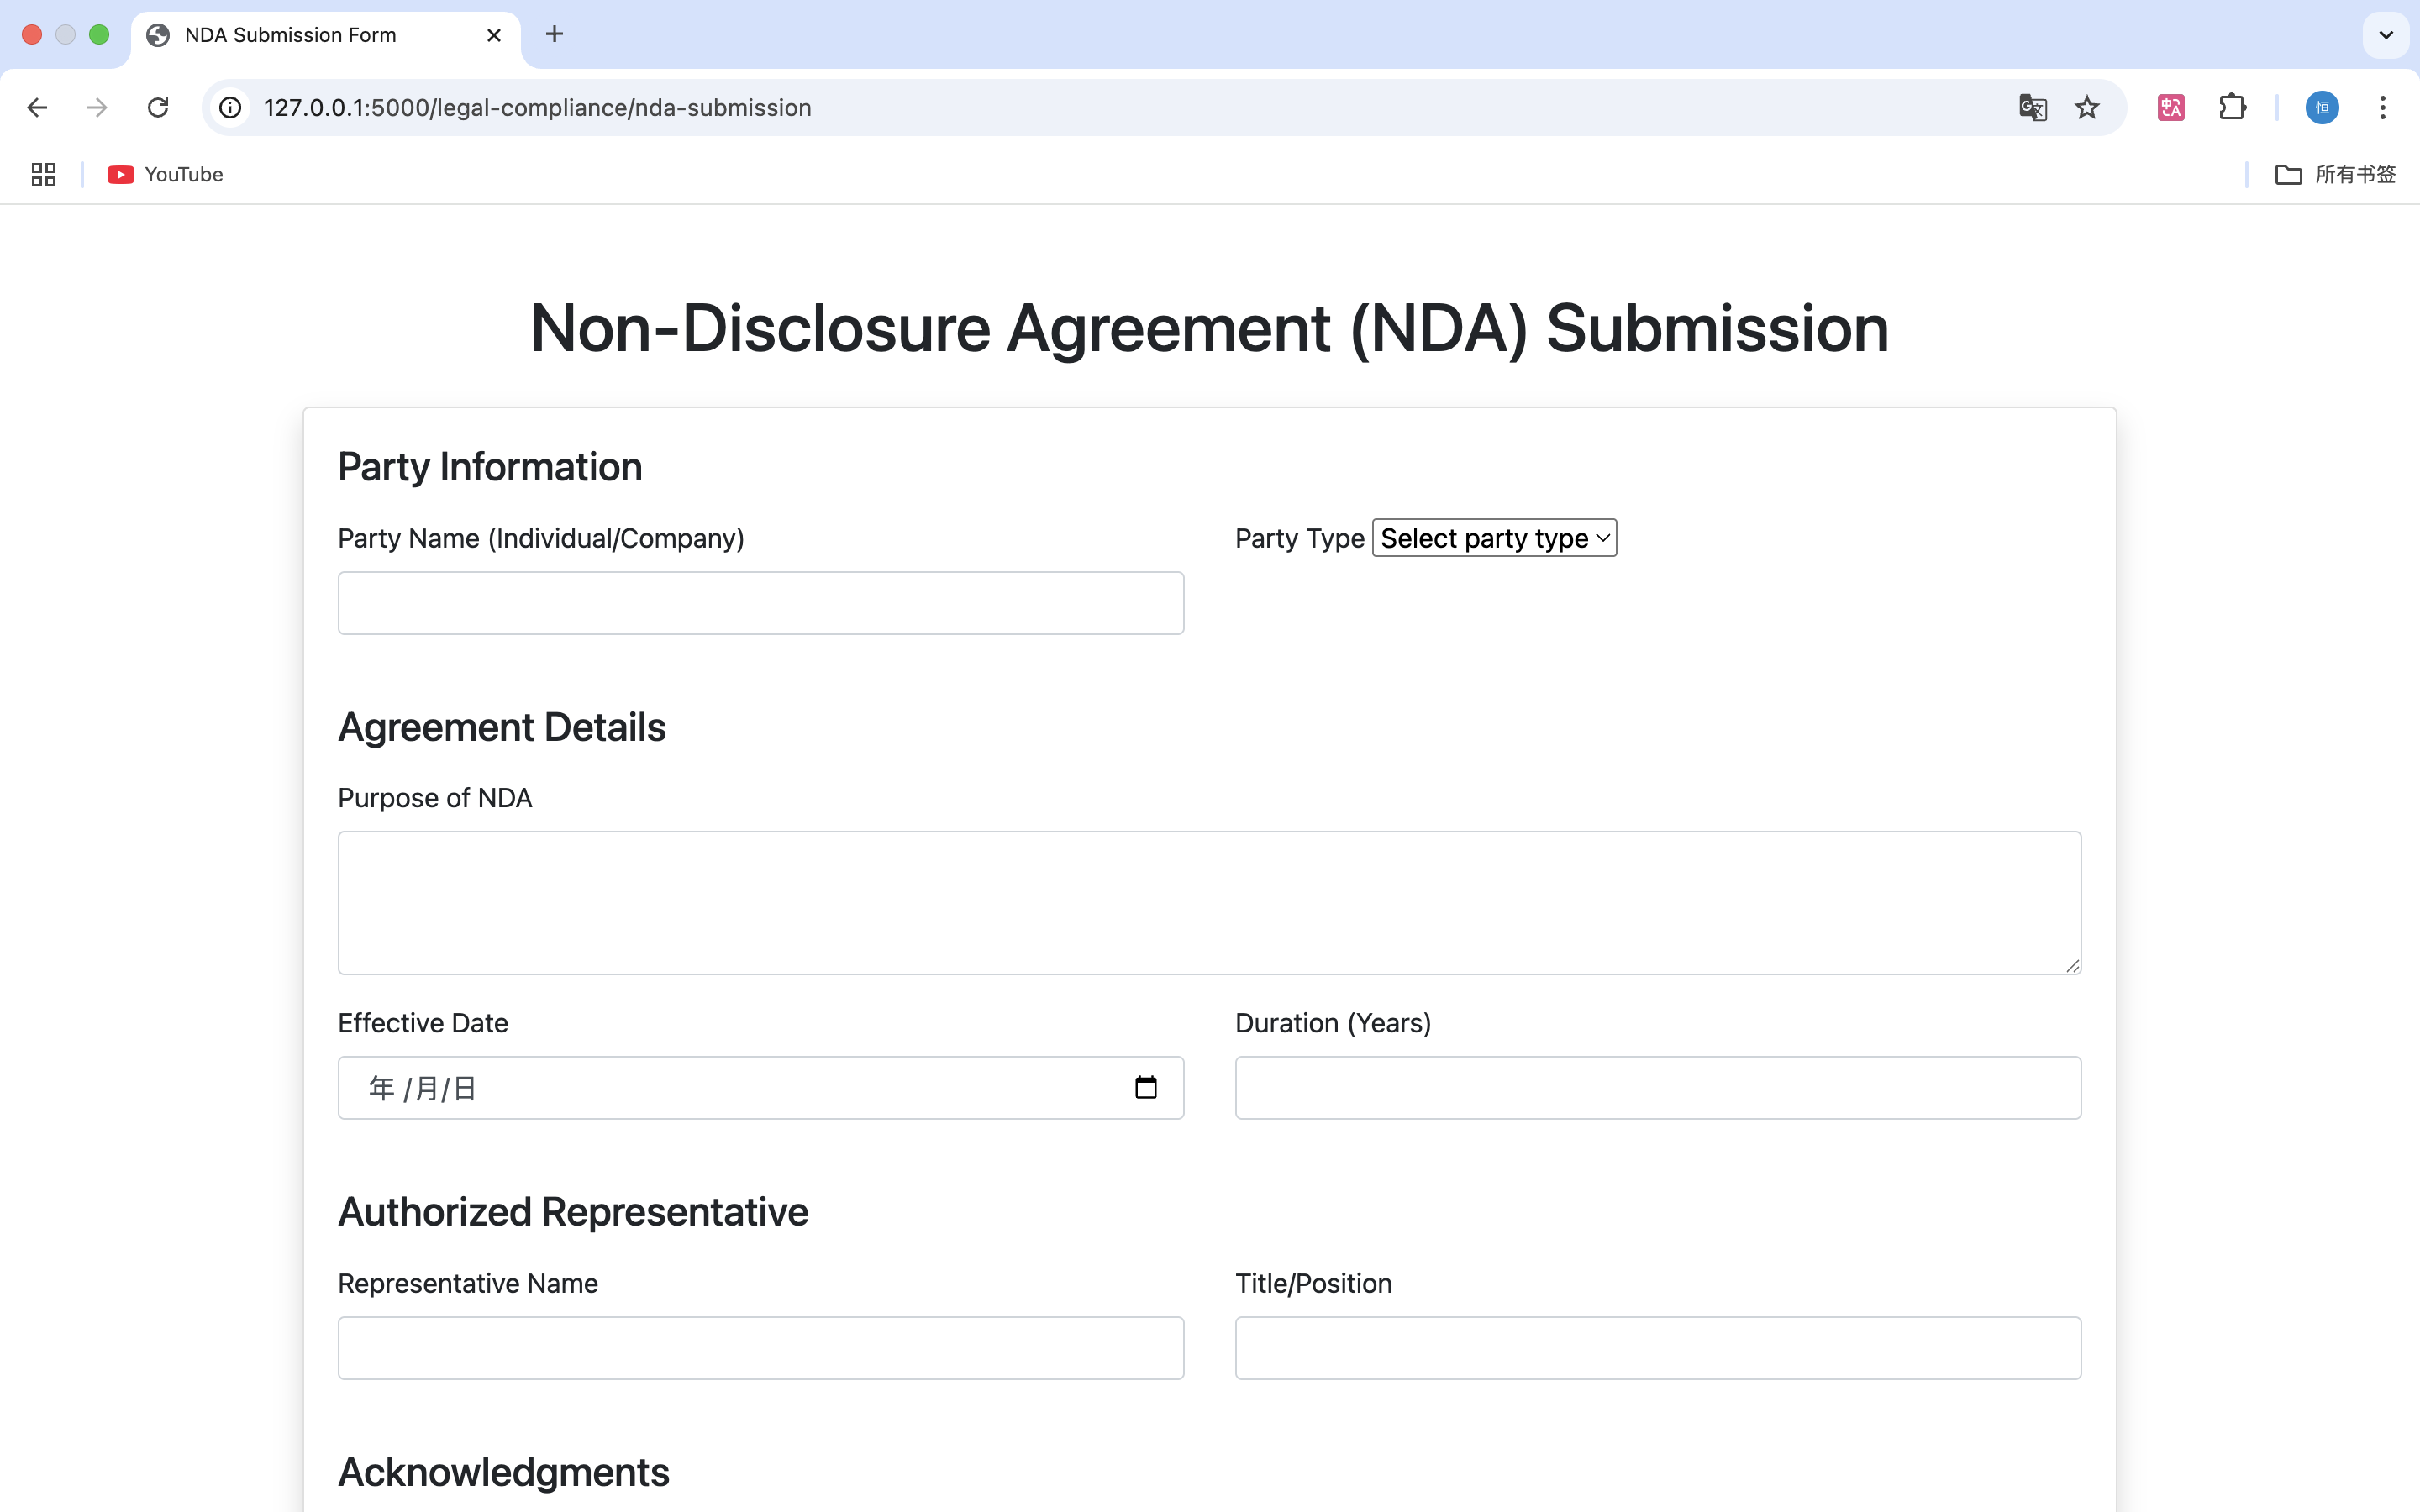 NDA Submission Form
127.0.0.1:5000/legal-compliance/nda-submission
恒
YouTube
所有书签
Non-Disclosure Agreement (NDA) Submission
Party Information
Party Name (Individual/Company)
Party Type Select party type
Agreement Details
Purpose of NDA
Effective Date
Duration (Years)
年 /月/日
Authorized Representative
Representative Name
Title/Position
Acknowledgments